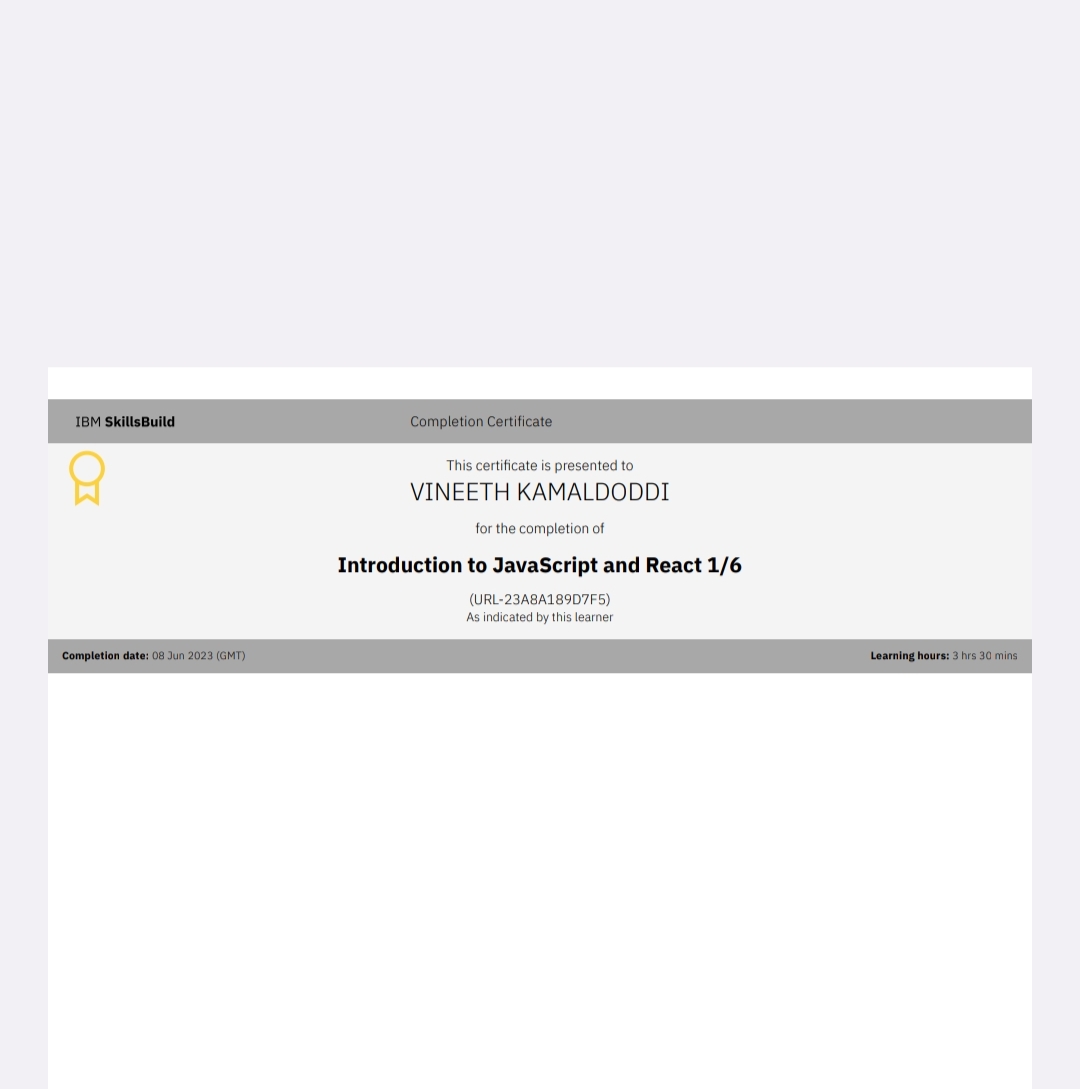 IBM SkillsBuild
Completion Certificate
This certificate is presented to
VINEETH KAMALDODDI
for the completion of
Introduction to JavaScript and React 1/6
(URL-23A8A189D7F5)
As indicated by this learner
Completion date: 08 Jun 2023 (GMT)
Learning hours: 3 hrs 30 mins